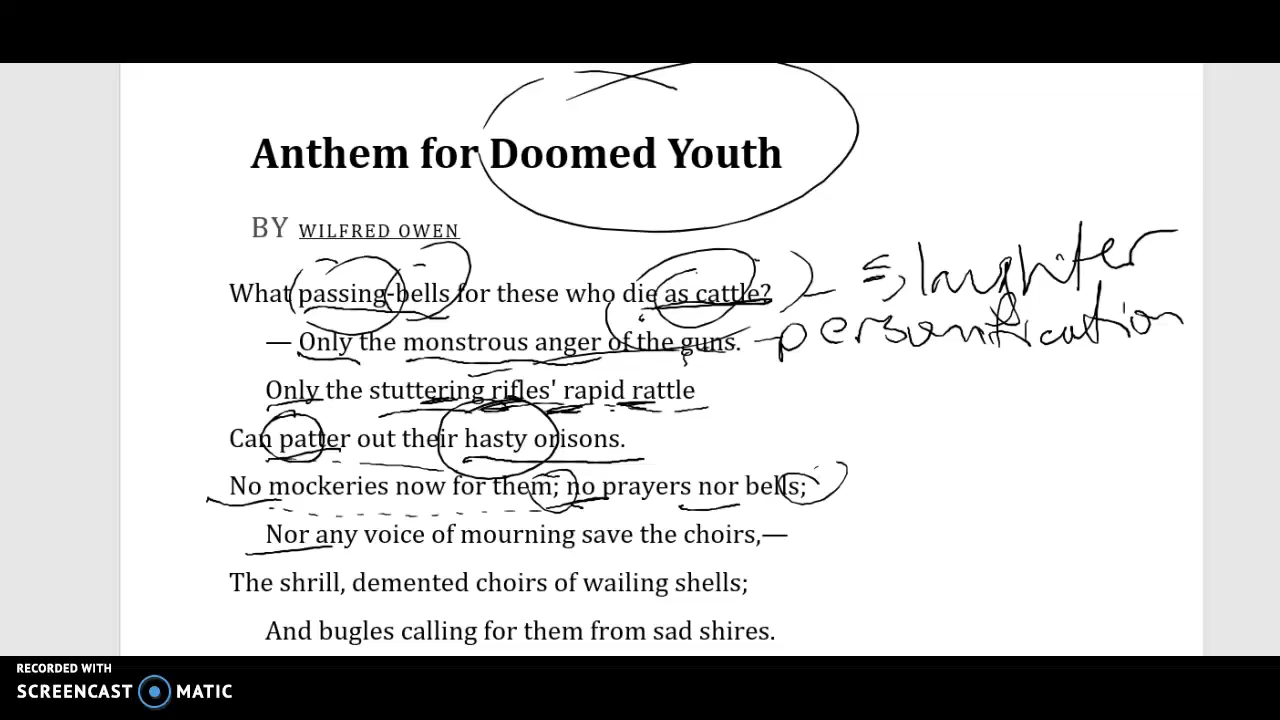 Anthem for Doomed Youth
BY WILFRED OWEN
What passing-bells for these who die as cattle? = slaughter
— Only the monstrous anger of the guns. - personification
Only the stuttering rifles' rapid rattle
Can patter out their hasty orisons.
No mockeries now for them; no prayers nor bells;
Nor any voice of mourning save the choirs,—
The shrill, demented choirs of wailing shells;
And bugles calling for them from sad shires.
RECORDED WITH
SCREENCAST MATIC